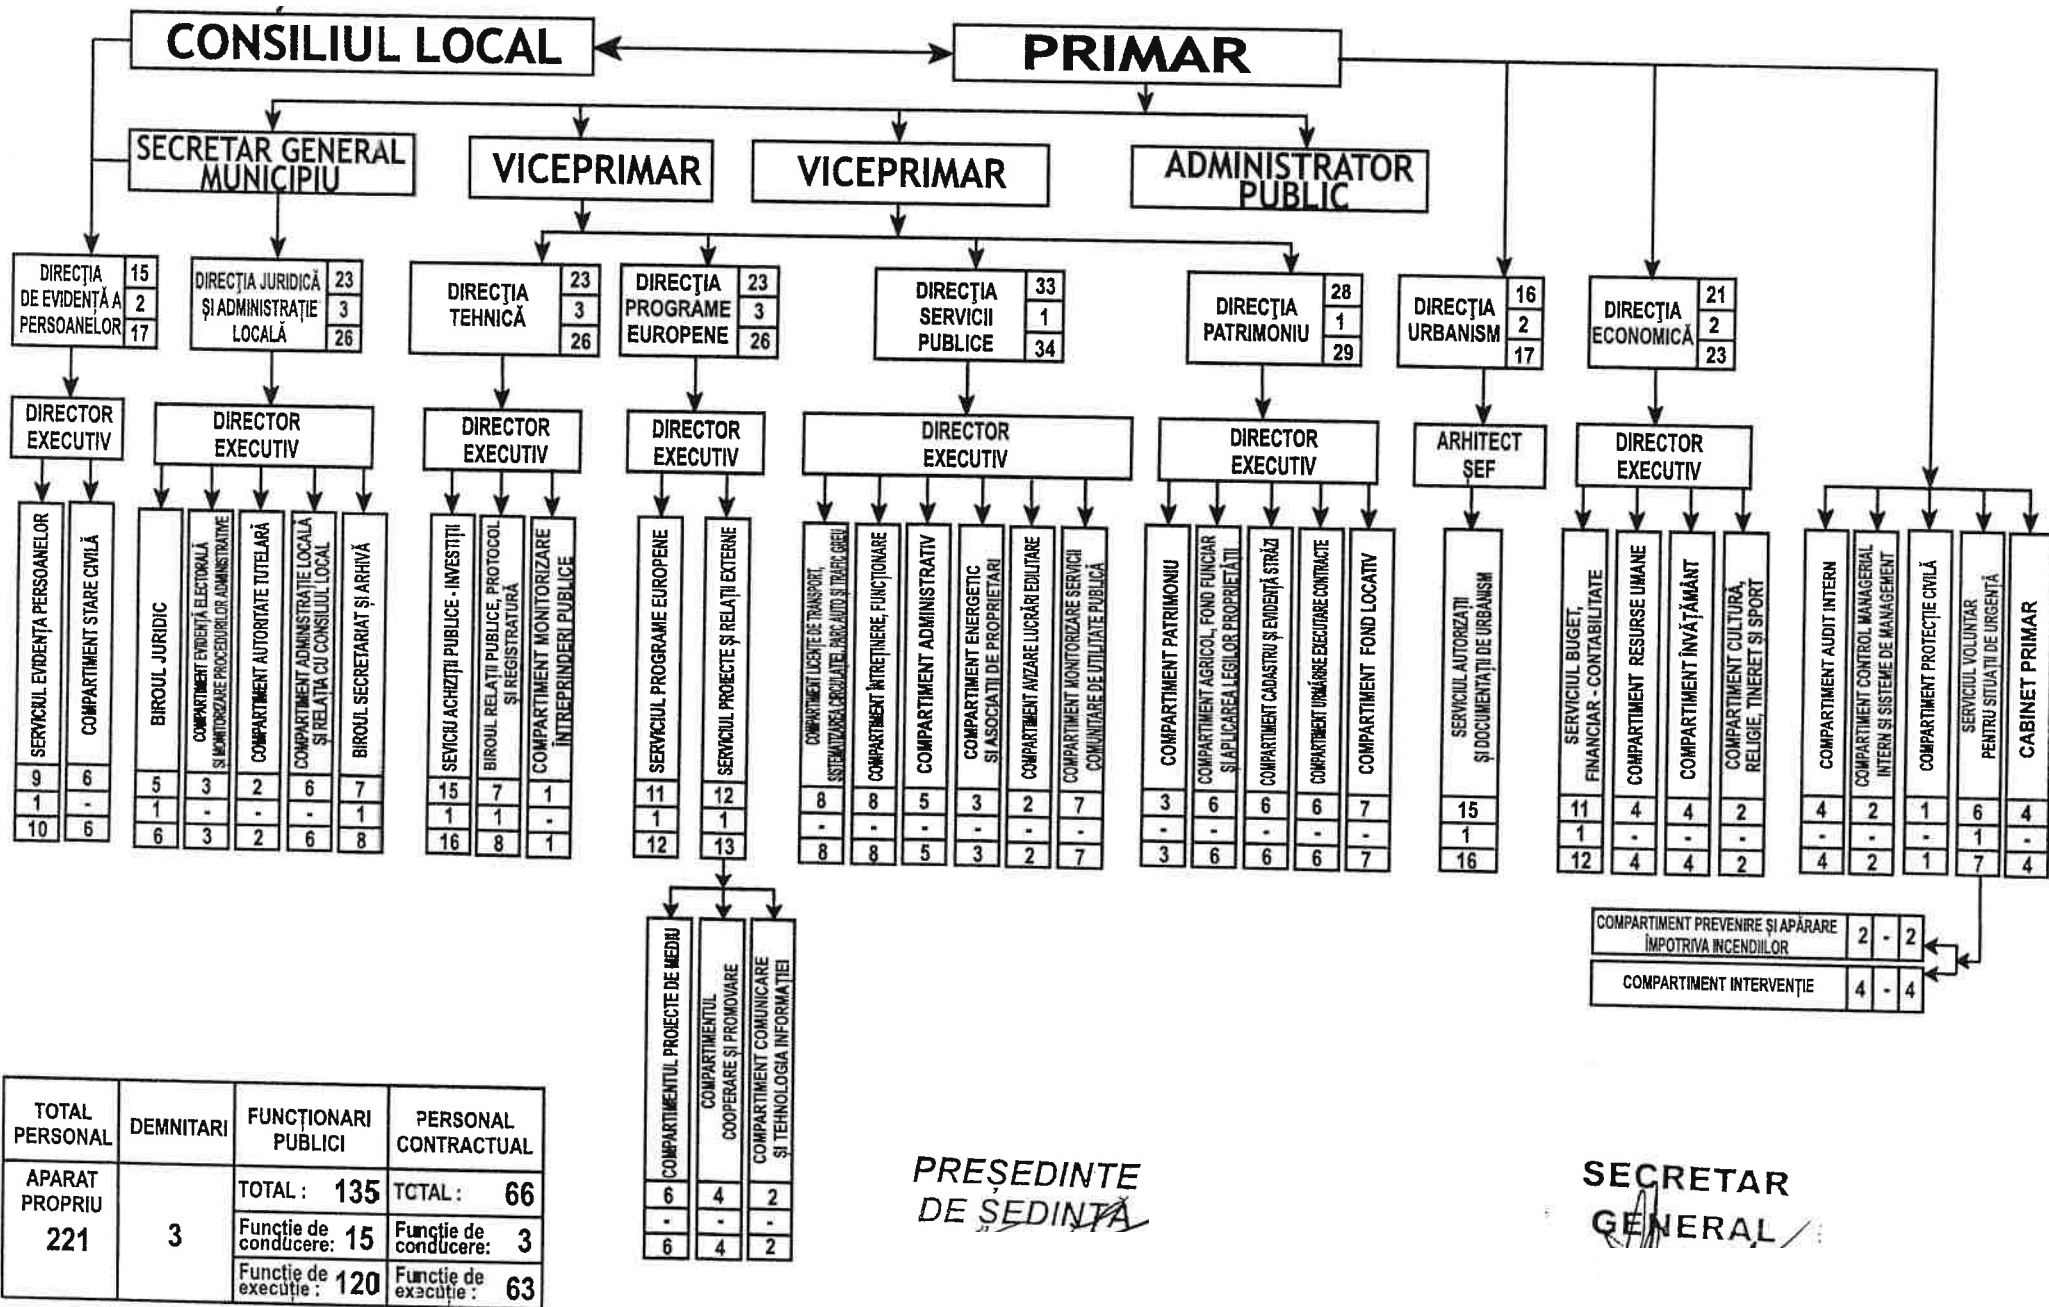 CONSILIUL LOCAL
PRIMAR
SECRETAR GENERAL
MUNICIPIU
VICEPRIMAR
VICEPRIMAR
ADMINISTRATOR
PUBLIC
DIRECȚIA
DE EVIDENȚĂ A
PERSOANELOR
15
2
17
DIRECȚIA JURIDICĂ
ȘI ADMINISTRAȚIE
LOCALĂ
23
3
26
DIRECȚIA
TEHNICĂ
23
3
26
DIRECȚIA
PROGRAME
EUROPENE
23
3
26
DIRECȚIA
SERVICII
PUBLICE
33
1
34
DIRECȚIA
PATRIMONIU
28
1
29
DIRECȚIA
URBANISM
16
2
17
DIRECȚIA
ECONOMICĂ
21
2
23
DIRECTOR
EXECUTIV
DIRECTOR
EXECUTIV
DIRECTOR
EXECUTIV
DIRECTOR
EXECUTIV
DIRECTOR
EXECUTIV
DIRECTOR
EXECUTIV
ARHITECT
ȘEF
DIRECTOR
EXECUTIV
SERVICIUL EVIDENȚA PERSOANELOR
9
1
10
COMPARTIMENT STARE CIVILĂ
6
-
6
BIROUL JURIDIC
5
1
6
COMPARTIMENT EVIDENȚĂ ELECTORALĂ
ȘI MONITORIZARE PROCEDURILOR ADMINISTRATIVE
3
-
3
COMPARTIMENT AUTORITATE TUTELARĂ
2
-
2
COMPARTIMENT ADMINISTRAȚIE LOCALĂ
ȘI RELAȚIA CU CONSILIUL LOCAL
6
-
6
BIROUL SECRETARIAT ȘI ARHIVĂ
7
1
8
SEVICIU ACHIZIȚII PUBLICE - INVESTIȚII
15
1
16
BIROUL RELAȚII PUBLICE, PROTOCOL
ȘI REGISTRATURĂ
7
1
8
COMPARTIMENT MONITORIZARE
ÎNTREPRINDERI PUBLICE
1
-
1
SERVICIUL PROGRAME EUROPENE
11
1
12
SERVICIUL PROIECTE ȘI RELAȚII EXTERNE
12
1
13
COMPARTIMENT LICENȚE DE TRANSPORT,
SISTEMATIZAREA CIRCULAȚIEI, PARC AUTO ȘI TRAFIC GREU
8
-
8
COMPARTIMENT ÎNTREȚINERE, FUNCȚIONARE
8
-
8
COMPARTIMENT ADMINISTRATIV
5
-
5
COMPARTIMENT ENERGETIC
ȘI ASOCIAȚII DE PROPRIETARI
3
-
3
COMPARTIMENT AVIZARE LUCRĂRI EDILITARE
2
-
2
COMPARTIMENT MONITORIZARE SERVICII
COMUNITARE DE UTILITATE PUBLICĂ
7
-
7
COMPARTIMENT PATRIMONIU
3
-
3
COMPARTIMENT AGRICOL, FOND FUNCIAR
ȘI APLICAREA LEGILOR PROPRIETĂȚII
6
-
6
COMPARTIMENT CADASTRU ȘI EVIDENȚĂ STRĂZI
6
-
6
COMPARTIMENT URMĂRIRE EXECUTARE CONTRACTE
6
-
6
COMPARTIMENT FOND LOCATIV
7
-
7
SERVICIUL AUTORIZAȚII
ȘI DOCUMENTAȚII DE URBANISM
15
1
16
SERVICIUL BUGET,
FINANCIAR - CONTABILITATE
11
1
12
COMPARTIMENT RESURSE UMANE
4
-
4
COMPARTIMENT ÎNVĂȚĂMÂNT
4
-
4
COMPARTIMENT CULTURĂ,
RELIGIE, TINERET ȘI SPORT
2
-
2
COMPARTIMENT AUDIT INTERN
4
-
4
COMPARTIMENT CONTROL MANAGERIAL
INTERN ȘI SISTEME DE MANAGEMENT
2
-
2
COMPARTIMENT PROTECȚIE CIVILĂ
1
-
1
SERVICIUL VOLUNTAR
PENTRU SITUAȚII DE URGENȚĂ
6
1
7
CABINET PRIMAR
4
-
4
COMPARTIMENT PREVENIRE ȘI APĂRARE
ÎMPOTRIVA INCENDIILOR
2 - 2
COMPARTIMENT INTERVENȚIE
4 - 4
COMPARTIMENTUL PROIECTE DE MEDIU
6
-
6
COMPARTIMENTUL
COOPERARE ȘI PROMOVARE
4
-
4
COMPARTIMENT COMUNICARE
ȘI TEHNOLOGIA INFORMAȚIEI
2
-
2
TOTAL
PERSONAL
DEMNITARI
FUNCȚIONARI
PUBLICI
PERSONAL
CONTRACTUAL
APARAT
PROPRIU
221
3
TOTAL : 135
TOTAL : 66
Funcție de
conducere: 15
Funcție de
conducere: 3
Funcție de
execuție : 120
Funcție de
execuție : 63
PREȘEDINTE
DE ȘEDINȚĂ
SECRETAR
GENERAL